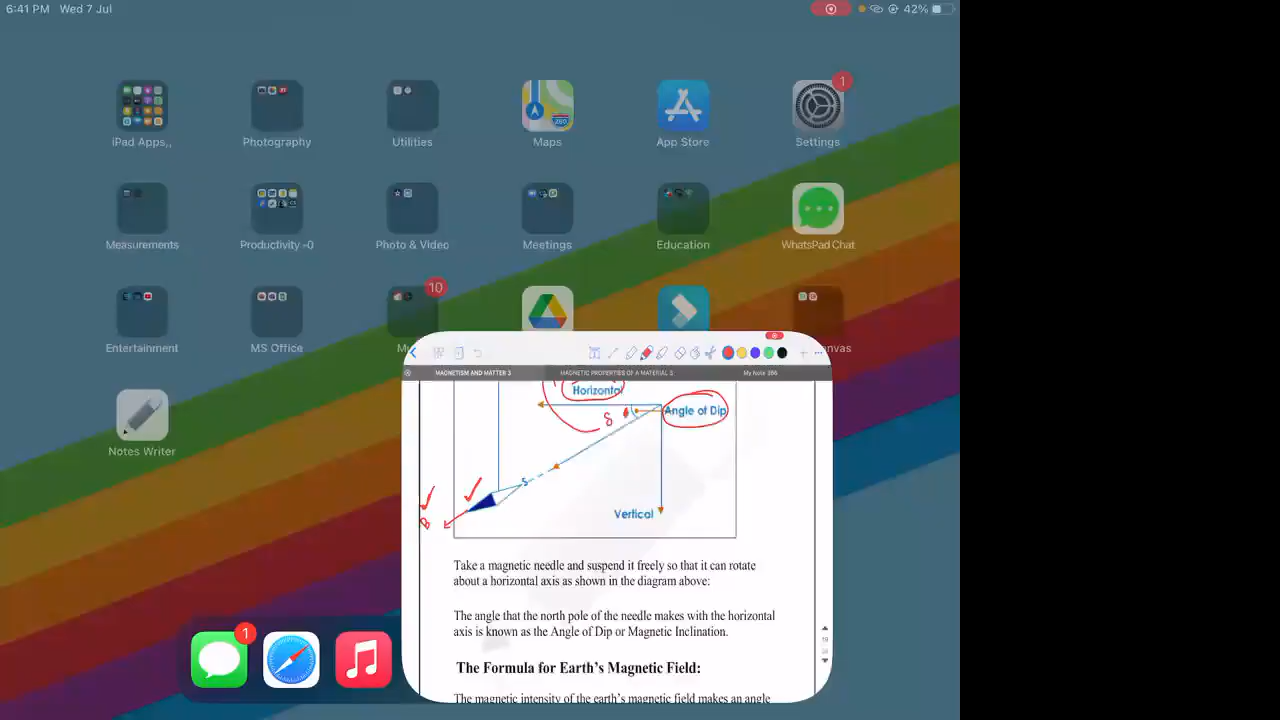 6:41 PM Wed 7 Jul
42%
1
iPad Apps,,
Photography
Utilities
Maps
App Store
Settings
Measurements
Productivity
Photo & Video
Meetings
Education
WhatsPad Chat
10
Entertainment
MS Office
Notes Writer
1
MAGNETISM AND MATTER 3
MAGNETIC PROPERTIES OF A MATERIAL 3
My Note 386
Horizontal
Angle of Dip
δ
S
B
Vertical
Take a magnetic needle and suspend it freely so that it can rotate
about a horizontal axis as shown in the diagram above:
The angle that the north pole of the needle makes with the horizontal
axis is known as the Angle of Dip or Magnetic Inclination.
The Formula for Earth's Magnetic Field:
The magnetic intensity of the earth's magnetic field makes an angle